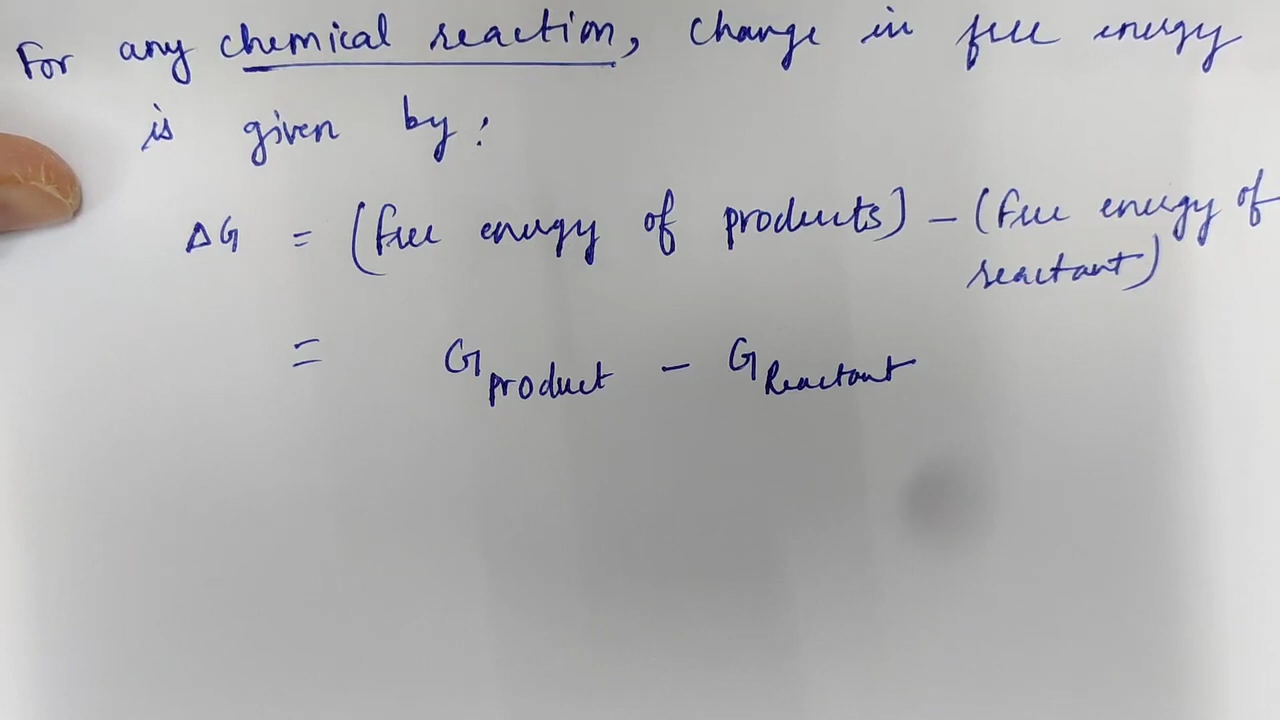 For any chemical reaction, change in free energy
is given by:
ΔG = (free energy of products) - (free energy of
reactant)
= G product - G Reactant